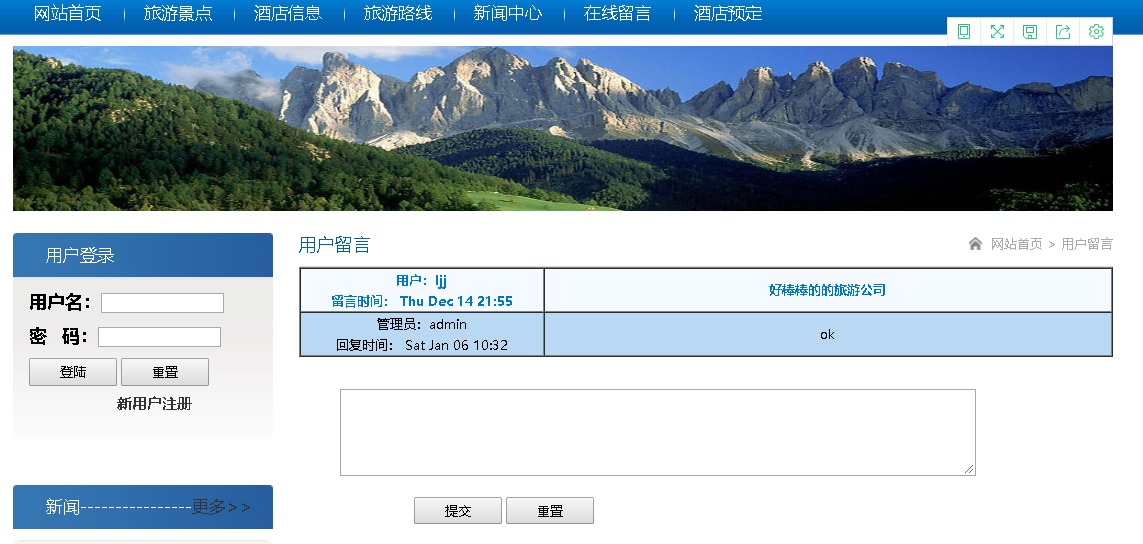 网站首页 旅游景点 酒店信息 旅游路线 新闻中心 在线留言 酒店预定
用户登录
用户名：
密 码：
登陆 重置
新用户注册
新闻----------------更多>>
用户留言
网站首页 > 用户留言
用户：ljj
留言时间： Thu Dec 14 21:55
好棒棒的的旅游公司
管理员：admin
回复时间： Sat Jan 06 10:32
ok
提交 重置